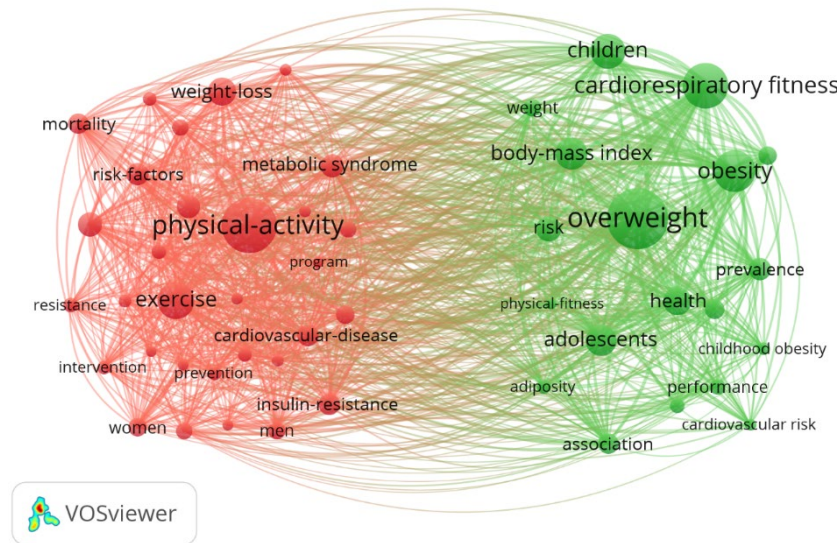 children
cardiorespiratory fitness
weight-loss
weight
mortality
body-mass index
metabolic syndrome
risk-factors
obesity
physical-activity
overweight
risk
program
prevalence
exercise
resistance
physical-fitness
health
cardiovascular-disease
adolescents
childhood obesity
intervention
prevention
adiposity
performance
insulin-resistance
women
men
cardiovascular risk
association
VOSviewer